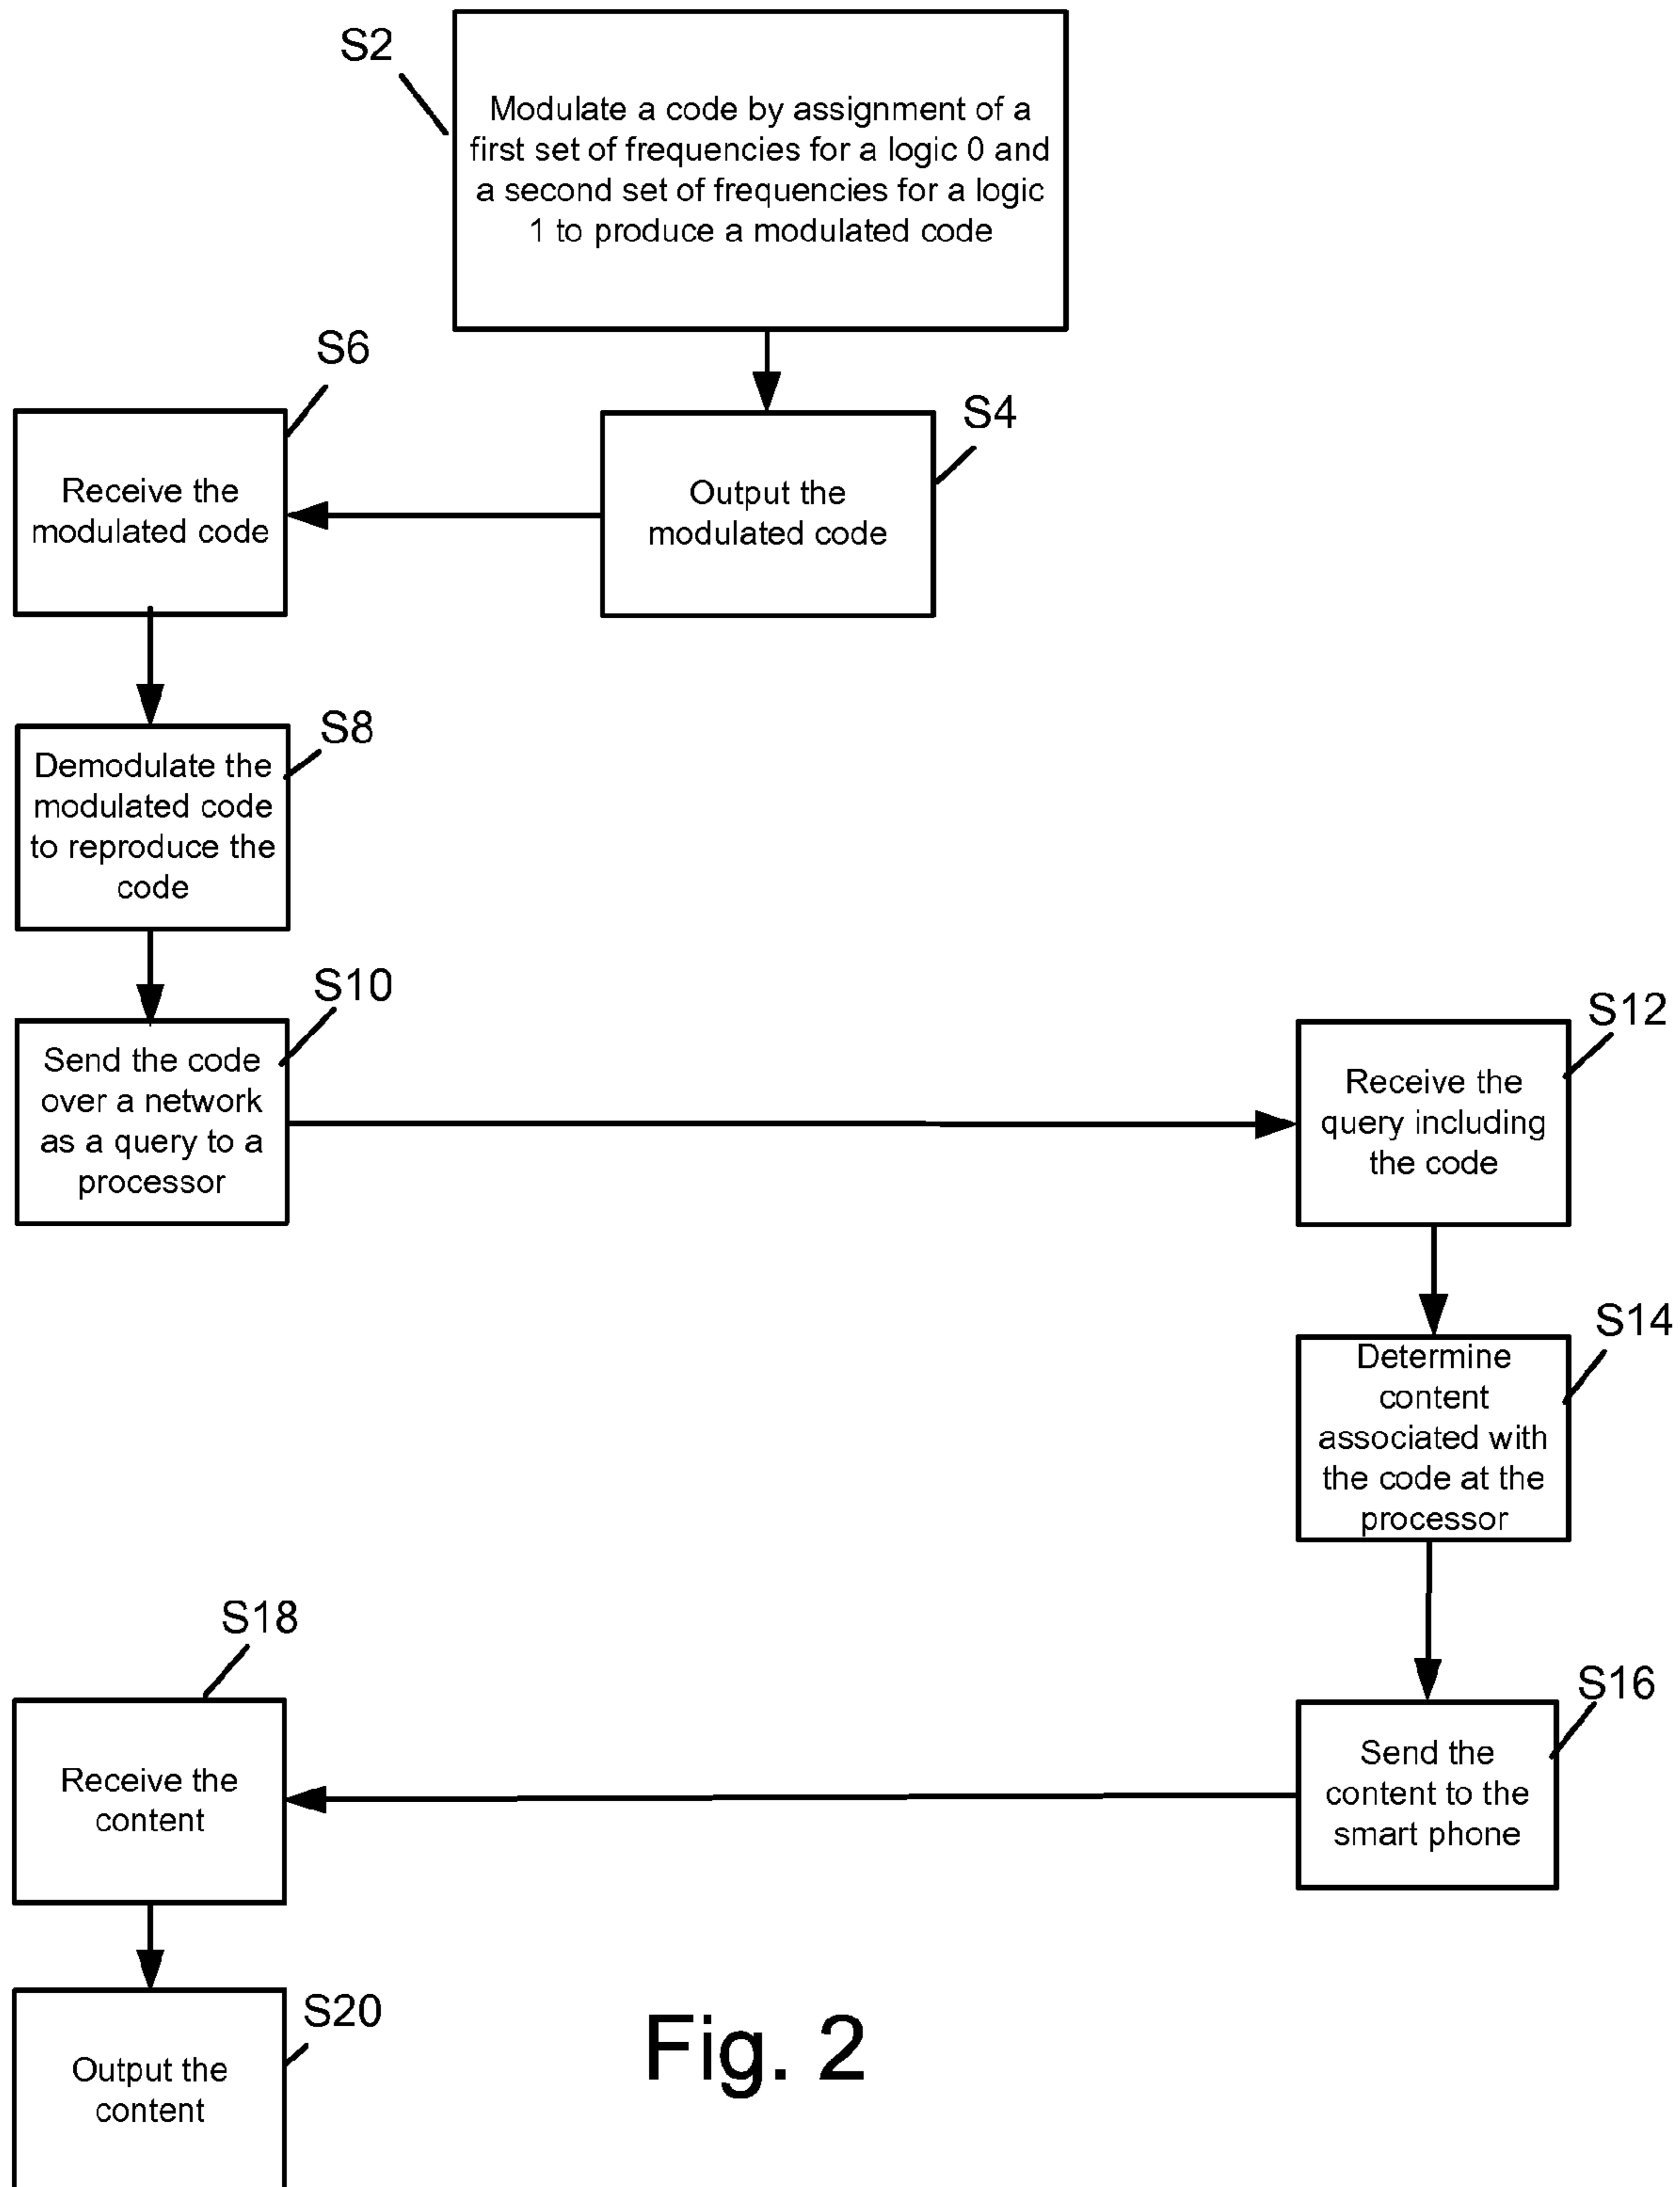 S2
Modulate a code by assignment of a
first set of frequencies for a logic 0 and
a second set of frequencies for a logic
1 to produce a modulated code
S6
Receive the
modulated code
S4
Output the
modulated code
S8
Demodulate the
modulated code
to reproduce the
code
S10
Send the code
over a network
as a query to a
processor
S12
Receive the
query including
the code
S14
Determine
content
associated with
the code at the
processor
S16
Send the
content to the
smart phone
S18
Receive the
content
S20
Output the
content
Fig. 2